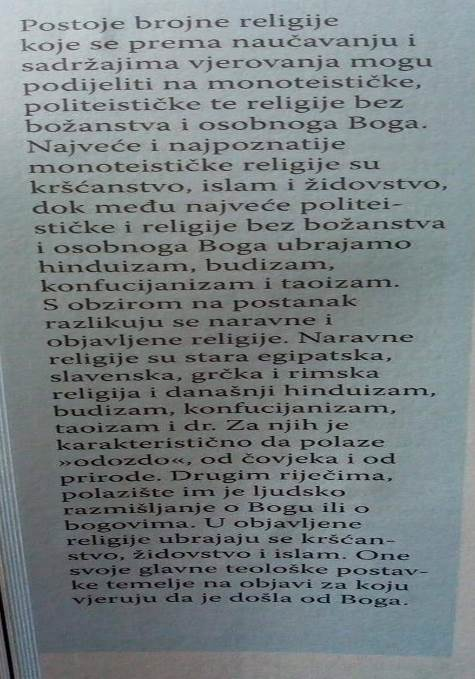 Postoje brojne religije
koje se prema naučavanju i
sadržajima vjerovanja mogu
podijeliti na monoteističke,
politeističke te religije bez
božanstva i osobnoga Boga.
Najveće i najpoznatije
monoteističke religije su
kršćanstvo, islam i židovstvo,
dok među najveće politei-
stičke i religije bez božanstva
i osobnoga Boga ubrajamo
hinduizam, budizam,
konfucijanizam i taoizam.
S obzirom na postanak
razlikuju se naravne i
objavljene religije. Naravne
religije su stara egipatska,
slavenska, grčka i rimska
religija i današnji hinduizam,
budizam, konfucijanizam,
taoizam i dr. Za njih je
karakteristično da polaze
»odozdo«, od čovjeka i od
prirode. Drugim riječima,
polazište im je ljudsko
razmišljanje o Bogu ili o
bogovima. U objavljene
religije ubrajaju se kršćan-
stvo, židovstvo i islam. One
svoje glavne teološke postav-
ke temelje na objavi za koju
vjeruju da je došla od Boga.